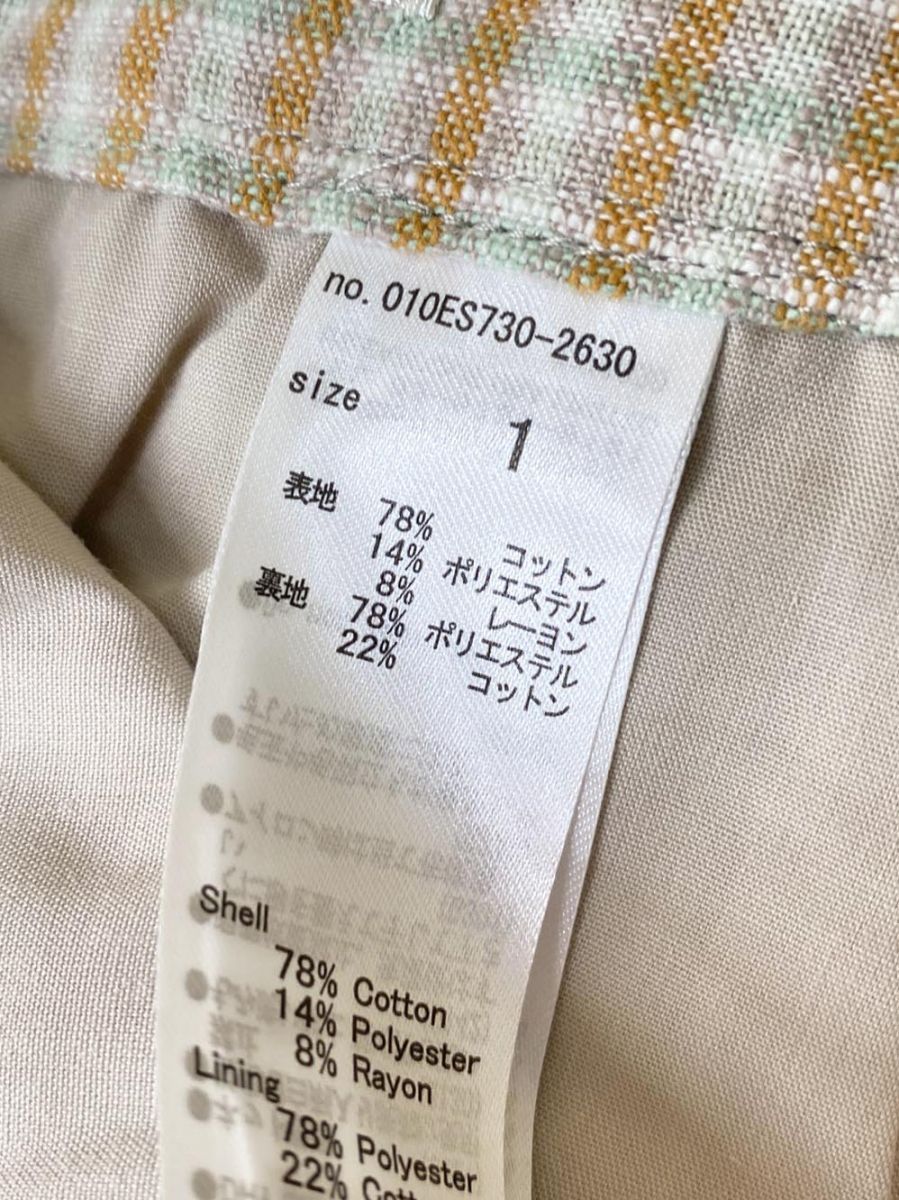 no. 010ES730-2630
size 1
表地 78% コットン
14% ポリエステル
8% レーヨン
裏地 78% ポリエステル
22% コットン
Shell
78% Cotton
14% Polyester
8% Rayon
Lining
78% Polyester
22%